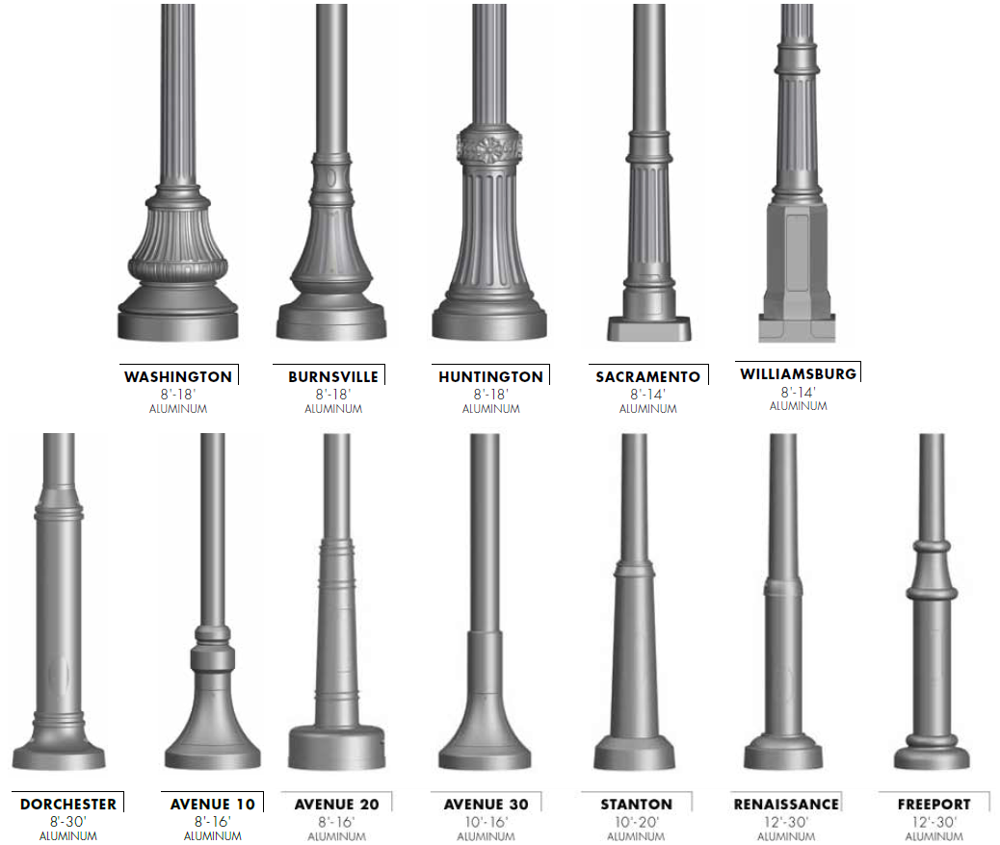 WASHINGTON
8'-18'
ALUMINUM
BURNSVILLE
8'-18'
ALUMINUM
HUNTINGTON
8'-18'
ALUMINUM
SACRAMENTO
8'-14'
ALUMINUM
WILLIAMSBURG
8'-14'
ALUMINUM
DORCHESTER
8'-30'
ALUMINUM
AVENUE 10
8'-16'
ALUMINUM
AVENUE 20
8'-16'
ALUMINUM
AVENUE 30
10'-16'
ALUMINUM
STANTON
10'-20'
ALUMINUM
RENAISSANCE
12'-30'
ALUMINUM
FREEPORT
12'-30'
ALUMINUM